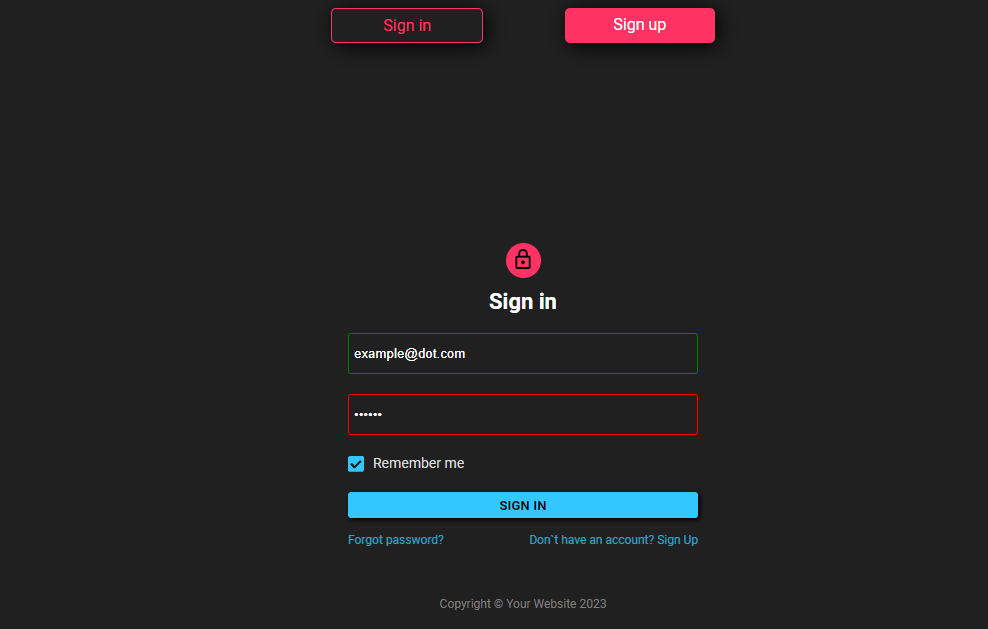 Sign in Sign up
Sign in
example@dot.com
••••••
Remember me
SIGN IN
Forgot password? Don`t have an account? Sign Up
Copyright © Your Website 2023